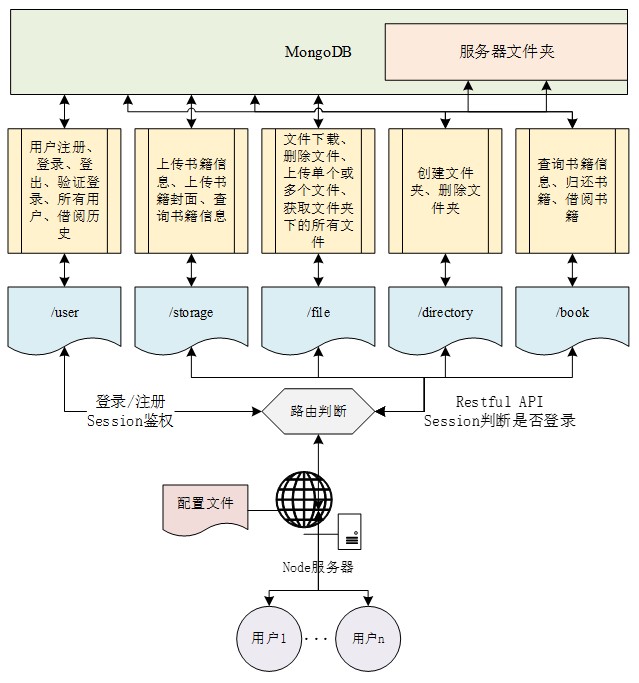 MongoDB
服务器文件夹
用户注册、
登录、登
出、验证登
录、所有用
户、借阅历
史
上传书籍信
息、上传书
籍封面、查
询书籍信息
文件下载、
删除文件、
上传单个或
多个文件、
获取文件夹
下的所有文
件
创建文件
夹、删除文
件夹
查询书籍信
息、归还书
籍、借阅书
籍
/user
/storage
/file
/directory
/book
登录/注册
Session鉴权
路由判断
Restful API
Session判断是否登录
配置文件
Node服务器
用户1
···
用户n